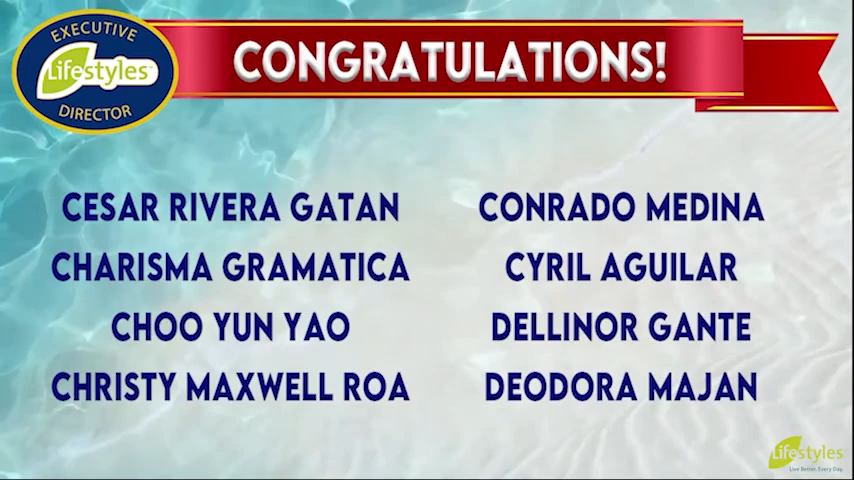 EXECUTIVE
Lifestyles
DIRECTOR
CONGRATULATIONS!
CESAR RIVERA GATAN
CHARISMA GRAMATICA
CHOO YUN YAO
CHRISTY MAXWELL ROA
CONRADO MEDINA
CYRIL AGUILAR
DELLINOR GANTE
DEODORA MAJAN
Lifestyles
Live Better. Every Day.